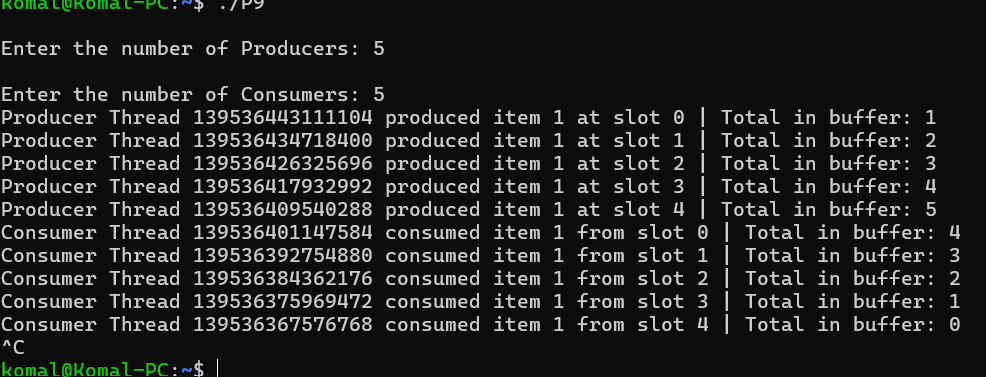 komal@Komal-PC:~$ ./P9
Enter the number of Producers: 5
Enter the number of Consumers: 5
Producer Thread 139536443111104 produced item 1 at slot 0 | Total in buffer: 1
Producer Thread 139536434718400 produced item 1 at slot 1 | Total in buffer: 2
Producer Thread 139536426325696 produced item 1 at slot 2 | Total in buffer: 3
Producer Thread 139536417932992 produced item 1 at slot 3 | Total in buffer: 4
Producer Thread 139536409540288 produced item 1 at slot 4 | Total in buffer: 5
Consumer Thread 139536401147584 consumed item 1 from slot 0 | Total in buffer: 4
Consumer Thread 139536392754880 consumed item 1 from slot 1 | Total in buffer: 3
Consumer Thread 139536384362176 consumed item 1 from slot 2 | Total in buffer: 2
Consumer Thread 139536375969472 consumed item 1 from slot 3 | Total in buffer: 1
Consumer Thread 139536367576768 consumed item 1 from slot 4 | Total in buffer: 0
^C
komal@Komal-PC:~$